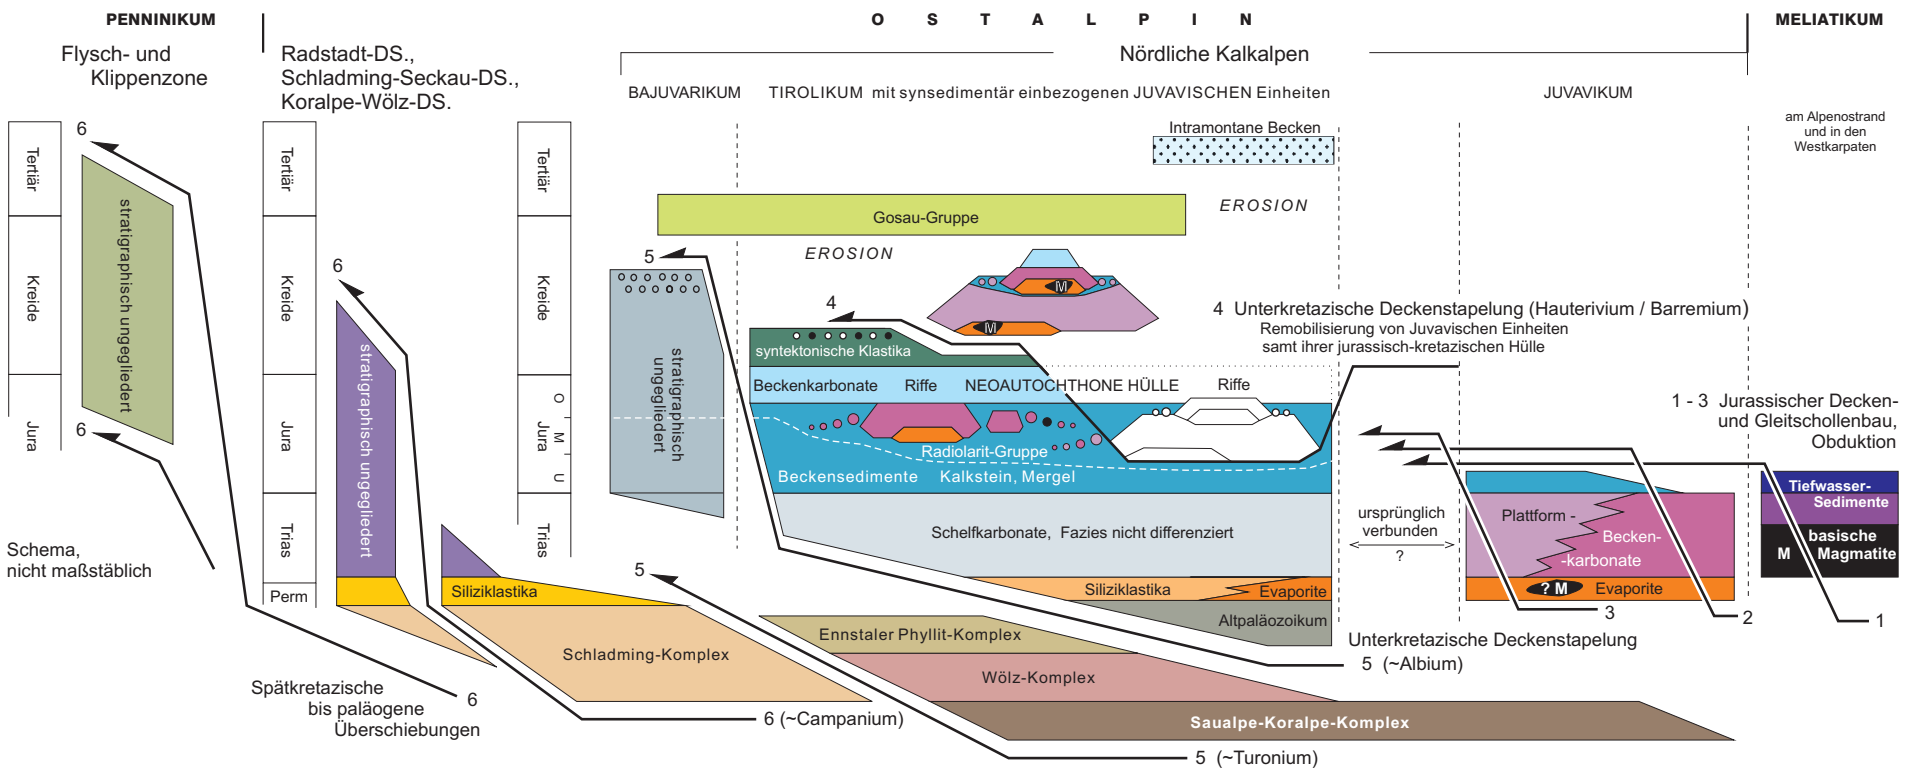 PENNINIKUM
O S T A L P I N
MELIATIKUM
Flysch- und
Klippenzone
Radstadt-DS.,
Schladming-Seckau-DS.,
Koralpe-Wölz-DS.
Nördliche Kalkalpen
BAJUVARIKUM
TIROLIKUM mit synsedimentär einbezogenen JUVAVISCHEN Einheiten
JUVAVIKUM
am Alpenostrand
und in den
Westkarpaten
Tertiär
Kreide
Jura
6
6
stratigraphisch ungegliedert
Schema,
nicht maßstäblich
Tertiär
Kreide
Jura
Trias
Perm
6
stratigraphisch ungegliedert
Tertiär
Kreide
O
Jura M
U
Trias
Intramontane Becken
EROSION
Gosau-Gruppe
EROSION
5
stratigraphisch
ungegliedert
M
M
4
4 Unterkretazische Deckenstapelung (Hauterivium / Barremium)
Remobilisierung von Juvavischen Einheiten
samt ihrer jurassisch-kretazischen Hülle
syntektonische Klastika
Beckenkarbonate Riffe NEOAUTOCHTHONE HÜLLE Riffe
Radiolarit-Gruppe
Beckensedimente Kalkstein, Mergel
1 - 3 Jurassischer Decken-
und Gleitschollenbau,
Obduktion
Schelfkarbonate, Fazies nicht differenziert
ursprünglich
verbunden
?
Plattform -
Becken-
-karbonate
? M Evaporite
Tiefwasser-
Sedimente
basische
M Magmatite
3
2
1
5
Siliziklastika
Siliziklastika
Evaporite
Altpaläozoikum
Ennstaler Phyllit-Komplex
Schladming-Komplex
Wölz-Komplex
Saualpe-Koralpe-Komplex
Unterkretazische Deckenstapelung
5 (~Albium)
Spätkretazische
bis paläogene
Überschiebungen
6
6 (~Campanium)
5 (~Turonium)